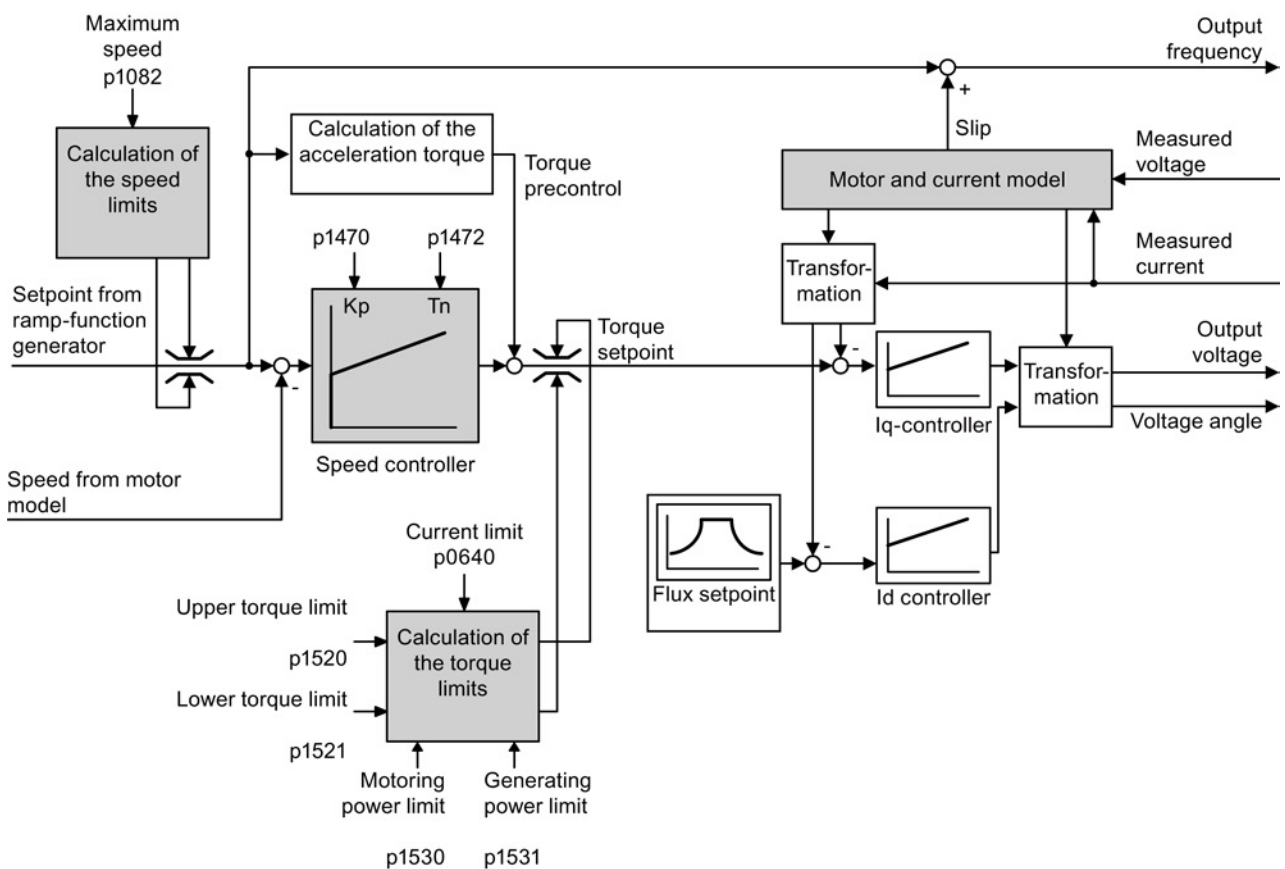 Maximum
speed
p1082
Output
frequency
+
Slip
Calculation of
the speed
limits
Calculation of the
acceleration torque
Torque
precontrol
Motor and current model
Measured
voltage
p1470
p1472
Measured
current
Transfor-
mation
Setpoint from
ramp-function
generator
Kp
Tn
Torque
setpoint
-
-
Output
voltage
Transfor-
mation
Voltage angle
Iq-controller
Speed controller
Speed from motor
model
Current limit
p0640
-
Flux setpoint
Id controller
Upper torque limit
p1520
Calculation of
the torque
limits
Lower torque limit
p1521
Motoring
power limit
p1530
Generating
power limit
p1531